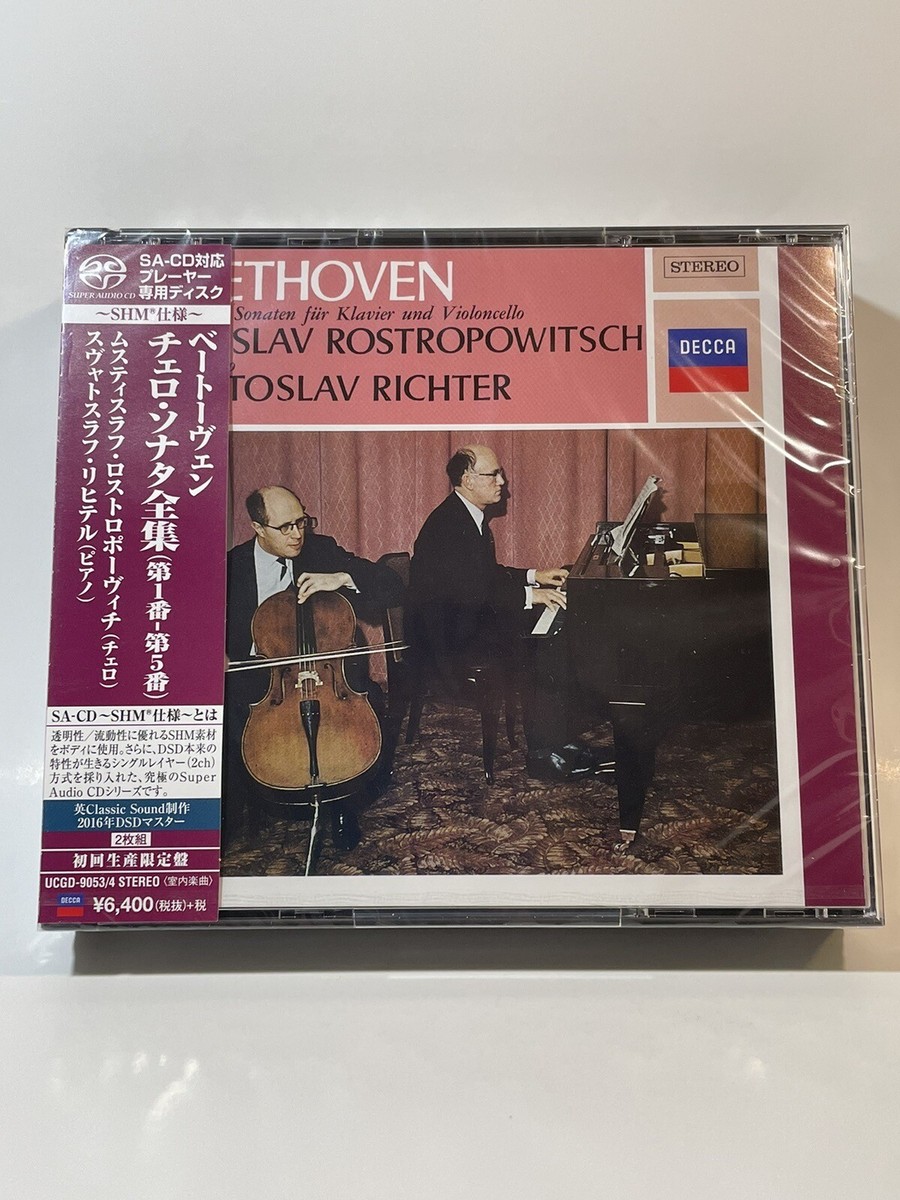 SUPER AUDIO CD
SA-CD対応
プレーヤー
専用ディスク
～SHM®仕様～
ベートーヴェン
チェロ・ソナタ全集(第1番-第5番)
ムスティスラフ・ロストロポーヴィチ(チェロ)
スヴャトスラフ・リヒテル(ピアノ)
SA-CD～SHM®仕様～とは
透明性/流動性に優れるSHM素材
をボディに使用。さらに、DSD本来の
特性が生きるシングルレイヤー(2ch)
方式を採り入れた、究極のSuper
Audio CDシリーズです。
英Classic Sound制作
2016年DSDマスター
2枚組
初回生産限定盤
UCGD-9053/4 STEREO〈室内楽曲〉
DECCA
¥6,400(税抜)+税
ETHOVEN
Sonaten für Klavier und Violoncello
SLAV ROSTROPOWITSCH
TOSLAV RICHTER
STEREO
DECCA